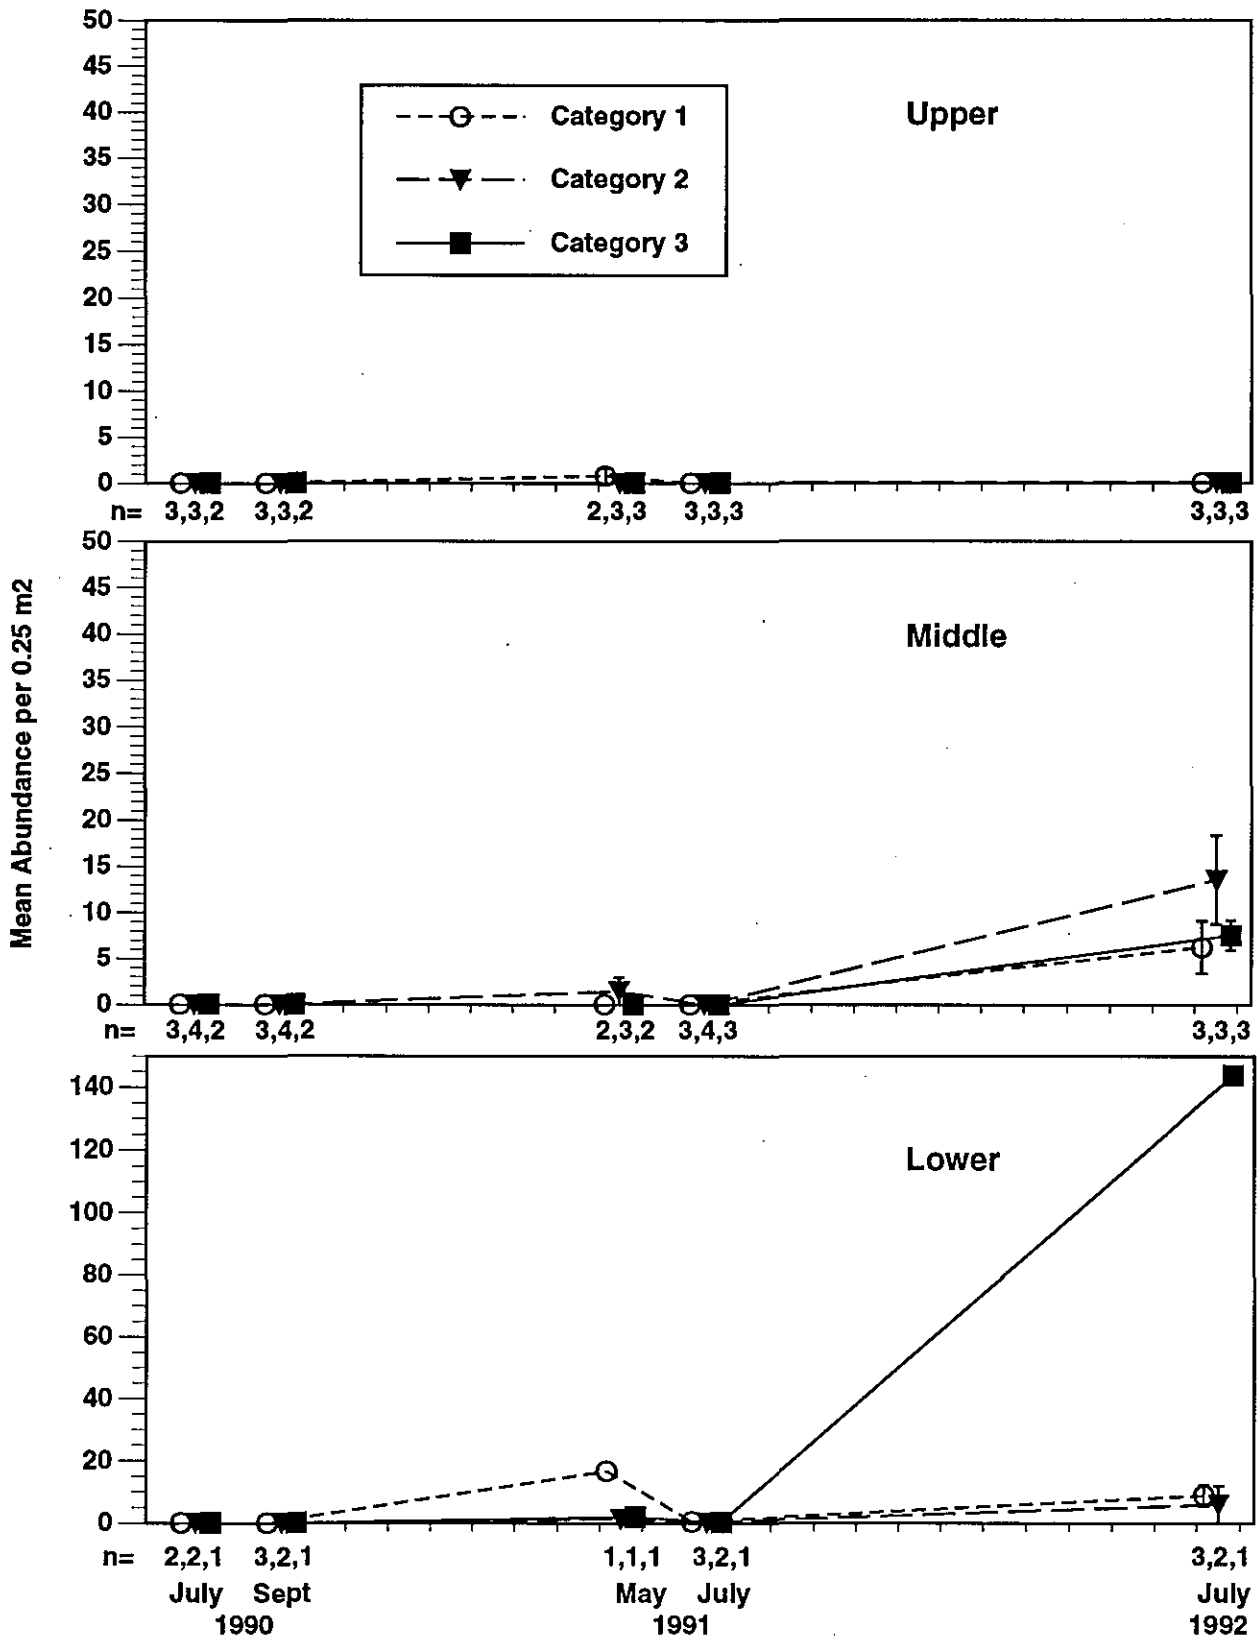 50
45
40
35
30
25
20
15
10
5
0
Category 1
Category 2
Category 3
Upper
n= 3,3,2 3,3,2 2,3,3 3,3,3 3,3,3
Mean Abundance per 0.25 m2
50
45
40
35
30
25
20
15
10
5
0
Middle
n= 3,4,2 3,4,2 2,3,2 3,4,3 3,3,3
140
120
100
80
60
40
20
0
Lower
n= 2,2,1 3,2,1 1,1,1 3,2,1 3,2,1
July Sept May July July
1990 1991 1992